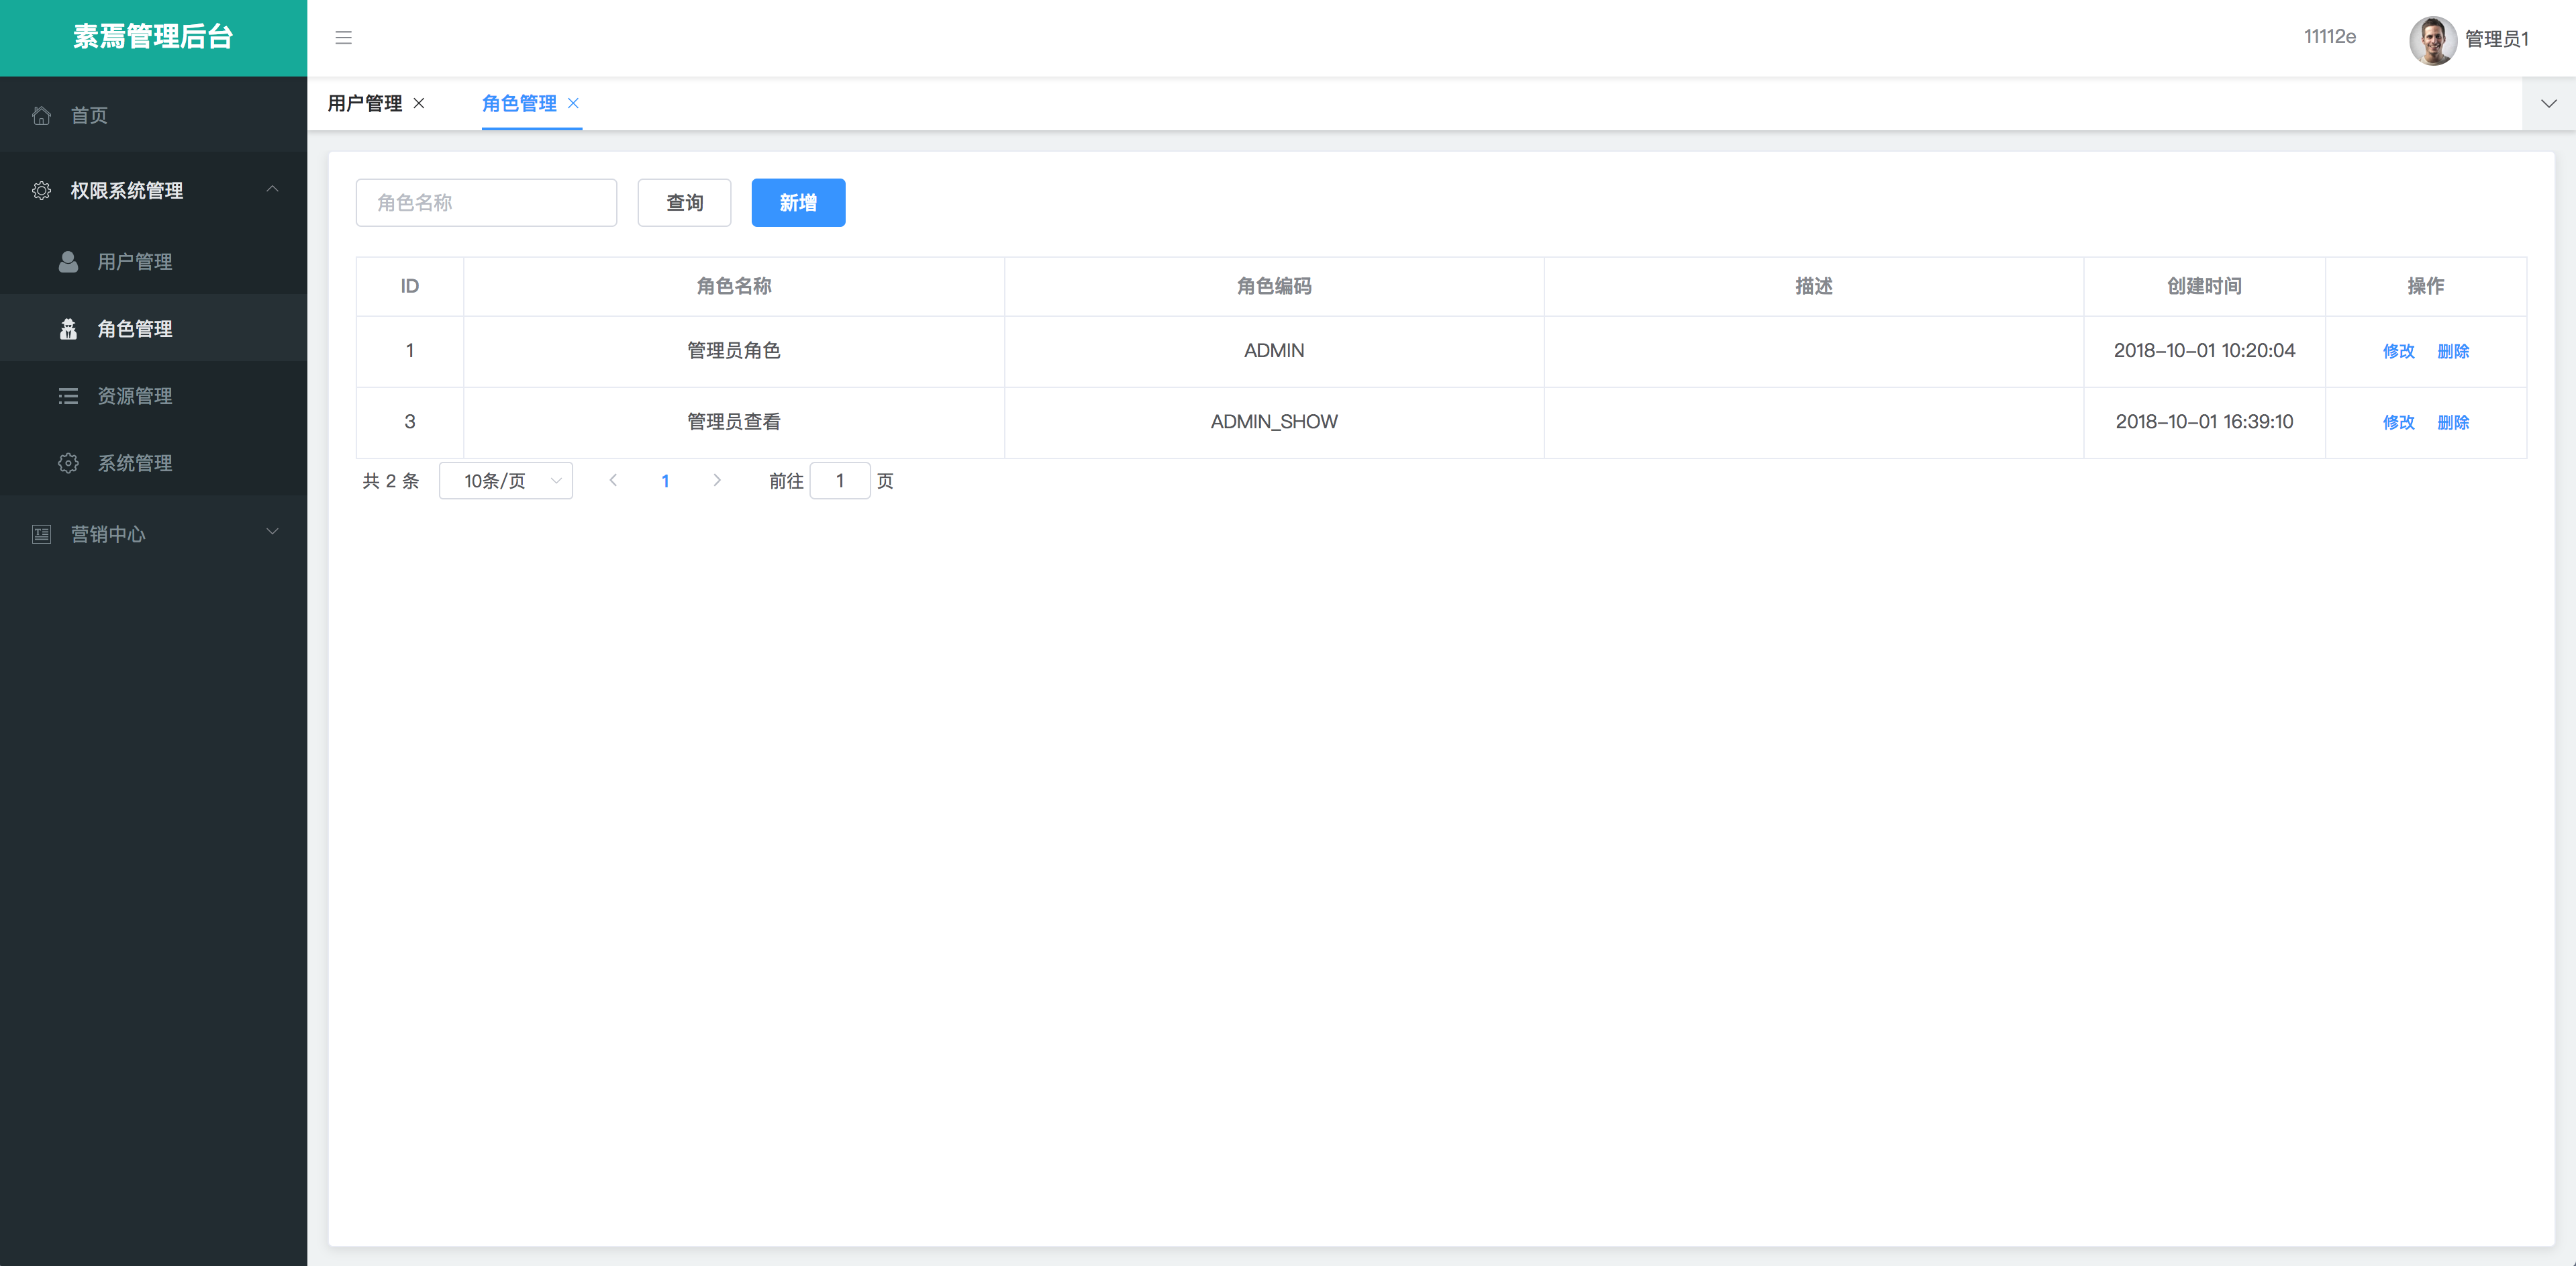 素焉管理后台
11112e
管理员1
首页
权限系统管理
用户管理
角色管理
资源管理
系统管理
营销中心
用户管理 角色管理
角色名称 查询 新增
ID 角色名称 角色编码 描述 创建时间 操作
1 管理员角色 ADMIN 2018-10-01 10:20:04 修改 删除
3 管理员查看 ADMIN_SHOW 2018-10-01 16:39:10 修改 删除
共 2 条 10条/页 1 前往 1 页